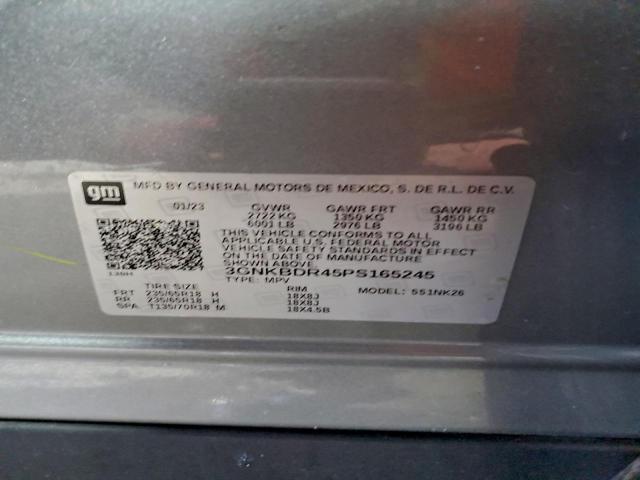 gm MFD BY GENERAL MOTORS DE MEXICO, S. DE R.L. DE C.V.
01/23 GVWR GAWR FRT GAWR RR
2722 KG 1350 KG 1450 KG
6001 LB 2976 LB 3196 LB
THIS VEHICLE CONFORMS TO ALL
APPLICABLE U.S. FEDERAL MOTOR
VEHICLE SAFETY STANDARDS IN EFFECT
ON THE DATE OF MANUFACTURE
SHOWN ABOVE.
3GNKBDR45PS165245
TYPE: MPV MODEL: 551NK26
TIRE SIZE RIM
FRT 235/65R18 H 18X8J
RR 235/65R18 H 18X8J
SPA T135/70R18 M 18X4.5B